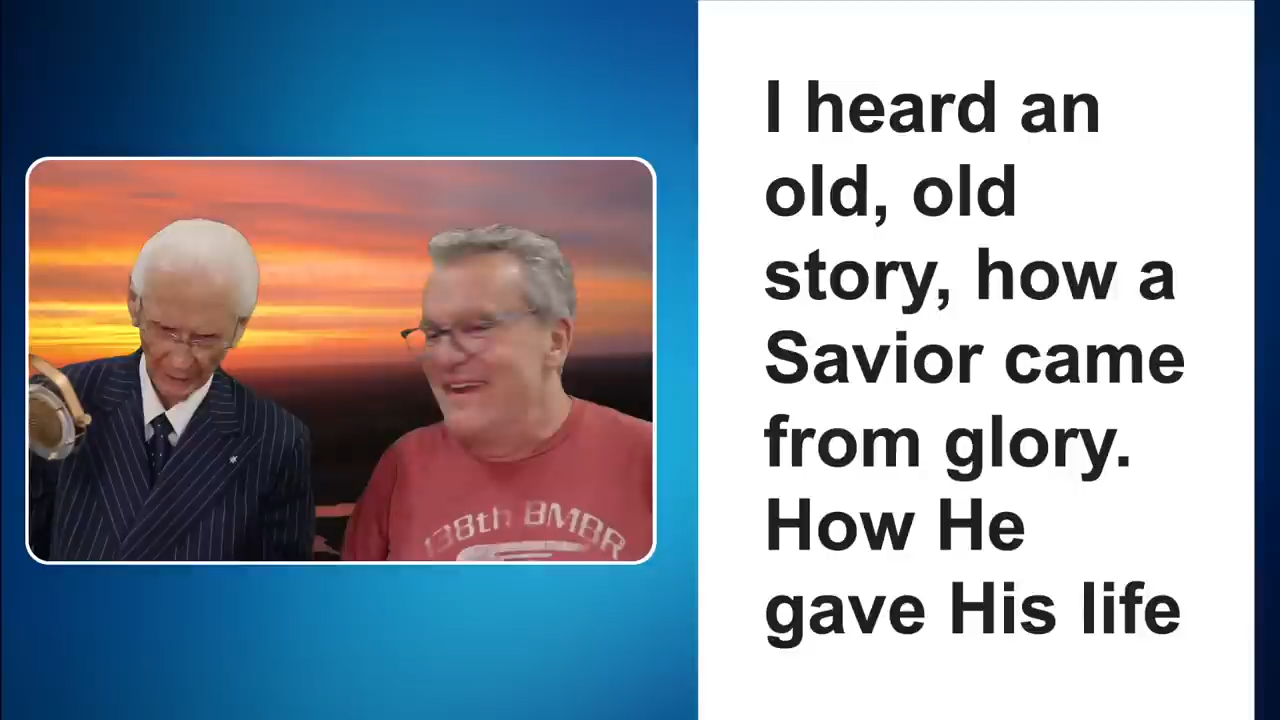 138th BMBR
I heard an
old, old
story, how a
Savior came
from glory.
How He
gave His life